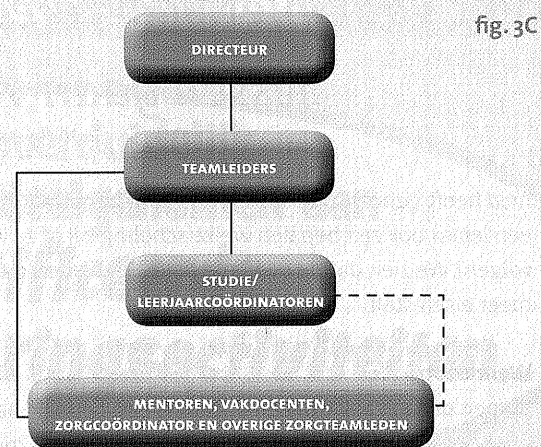 fig. 3C
DIRECTEUR
TEAMLEIDERS
STUDIE/
LEERJAARCOÖRDINATOREN
MENTOREN, VAKDOCENTEN,
ZORGCOÖRDINATOR EN OVERIGE ZORGTEAMLEDEN